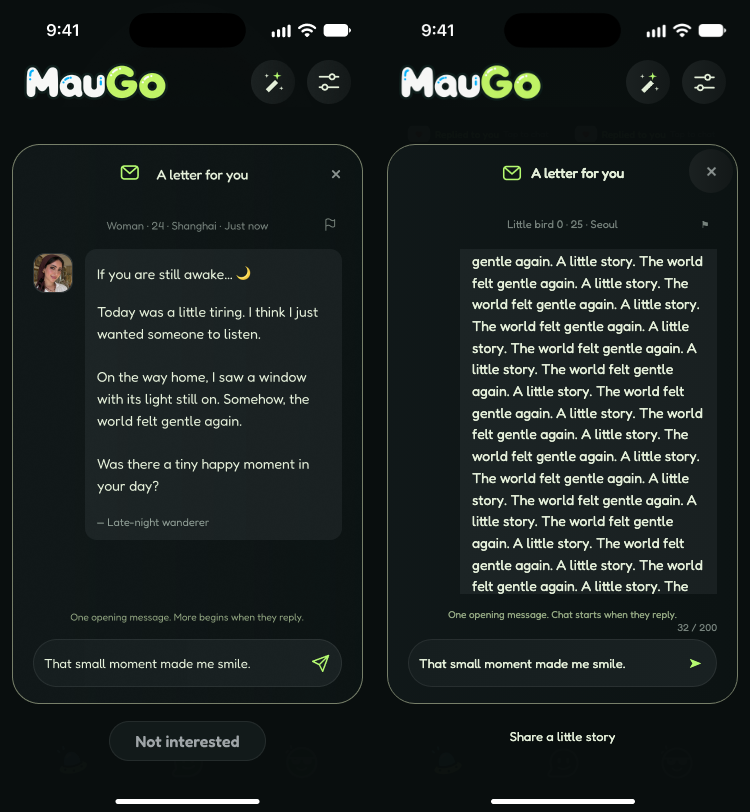 9:41
MauGo
A letter for you
Woman · 24 · Shanghai · Just now
If you are still awake... 🌙
Today was a little tiring. I think I just
wanted someone to listen.
On the way home, I saw a window
with its light still on. Somehow, the
world felt gentle again.
Was there a tiny happy moment in
your day?
— Late-night wanderer
One opening message. More begins when they reply.
That small moment made me smile.
Not interested
9:41
MauGo
A letter for you
Little bird 0 · 25 · Seoul
gentle again. A little story. The world
felt gentle again. A little story. The
world felt gentle again. A little story.
The world felt gentle again. A little
story. The world felt gentle again. A
little story. The world felt gentle
again. A little story. The world felt
gentle again. A little story. The world
felt gentle again. A little story. The
world felt gentle again. A little story.
The world felt gentle again. A little
story. The world felt gentle again. A
little story. The world felt gentle
again. A little story. The world felt
gentle again. A little story. The world
felt gentle again. A little story. The
One opening message. Chat starts when they reply.
32 / 200
That small moment made me smile.
Share a little story